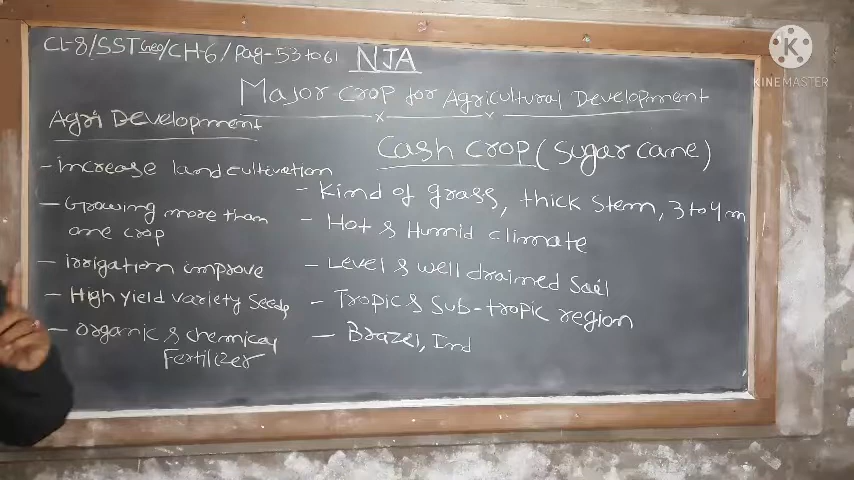 Cl-8/SST Geo/CH-6/Pag-53to61
NJA
KINEMASTER
Major crop for Agricultural Development
Agri Development
- increase land cultivation
- Growing more than
one crop
- irrigation improve
- High yield variety Seeds
- organic & chemical
Fertilizer
Cash crop (Sugar cane)
- Kind of grass, thick stem, 3 to 4 m
- Hot & Humid climate
- Level & well drained Soil
- Tropic & Sub-tropic region
- Brazel, Ind